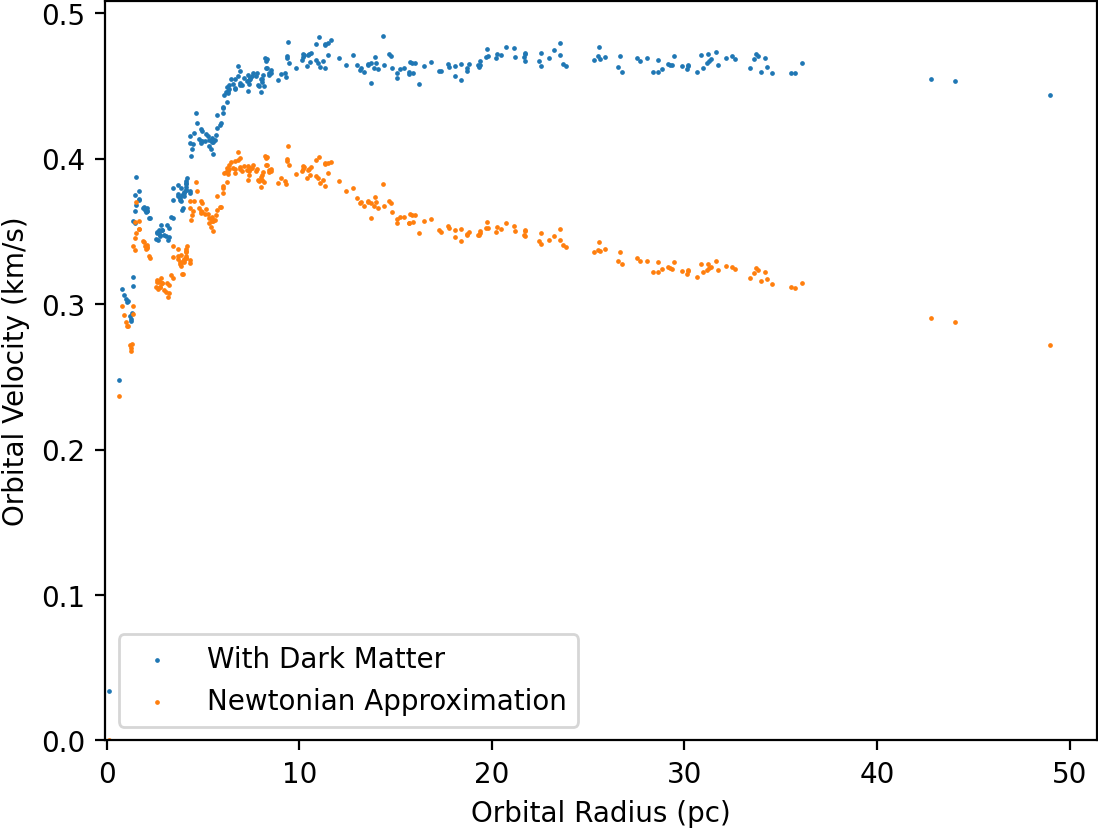 0.5
0.4
0.3
0.2
0.1
0.0
Orbital Velocity (km/s)
With Dark Matter
Newtonian Approximation
0 10 20 30 40 50
Orbital Radius (pc)